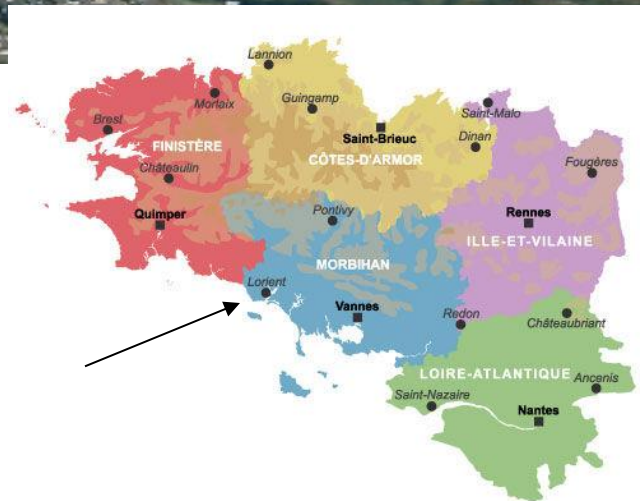 Lannion
Morlaix
Guingamp
Saint-Malo
Brest
Saint-Brieuc
Dinan
FINISTÈRE
CÔTES-D'ARMOR
Fougères
Châteaulin
Quimper
Pontivy
Rennes
ILLE-ET-VILAINE
MORBIHAN
Lorient
Vannes
Redon
Châteaubriant
LOIRE-ATLANTIQUE
Ancenis
Saint-Nazaire
Nantes